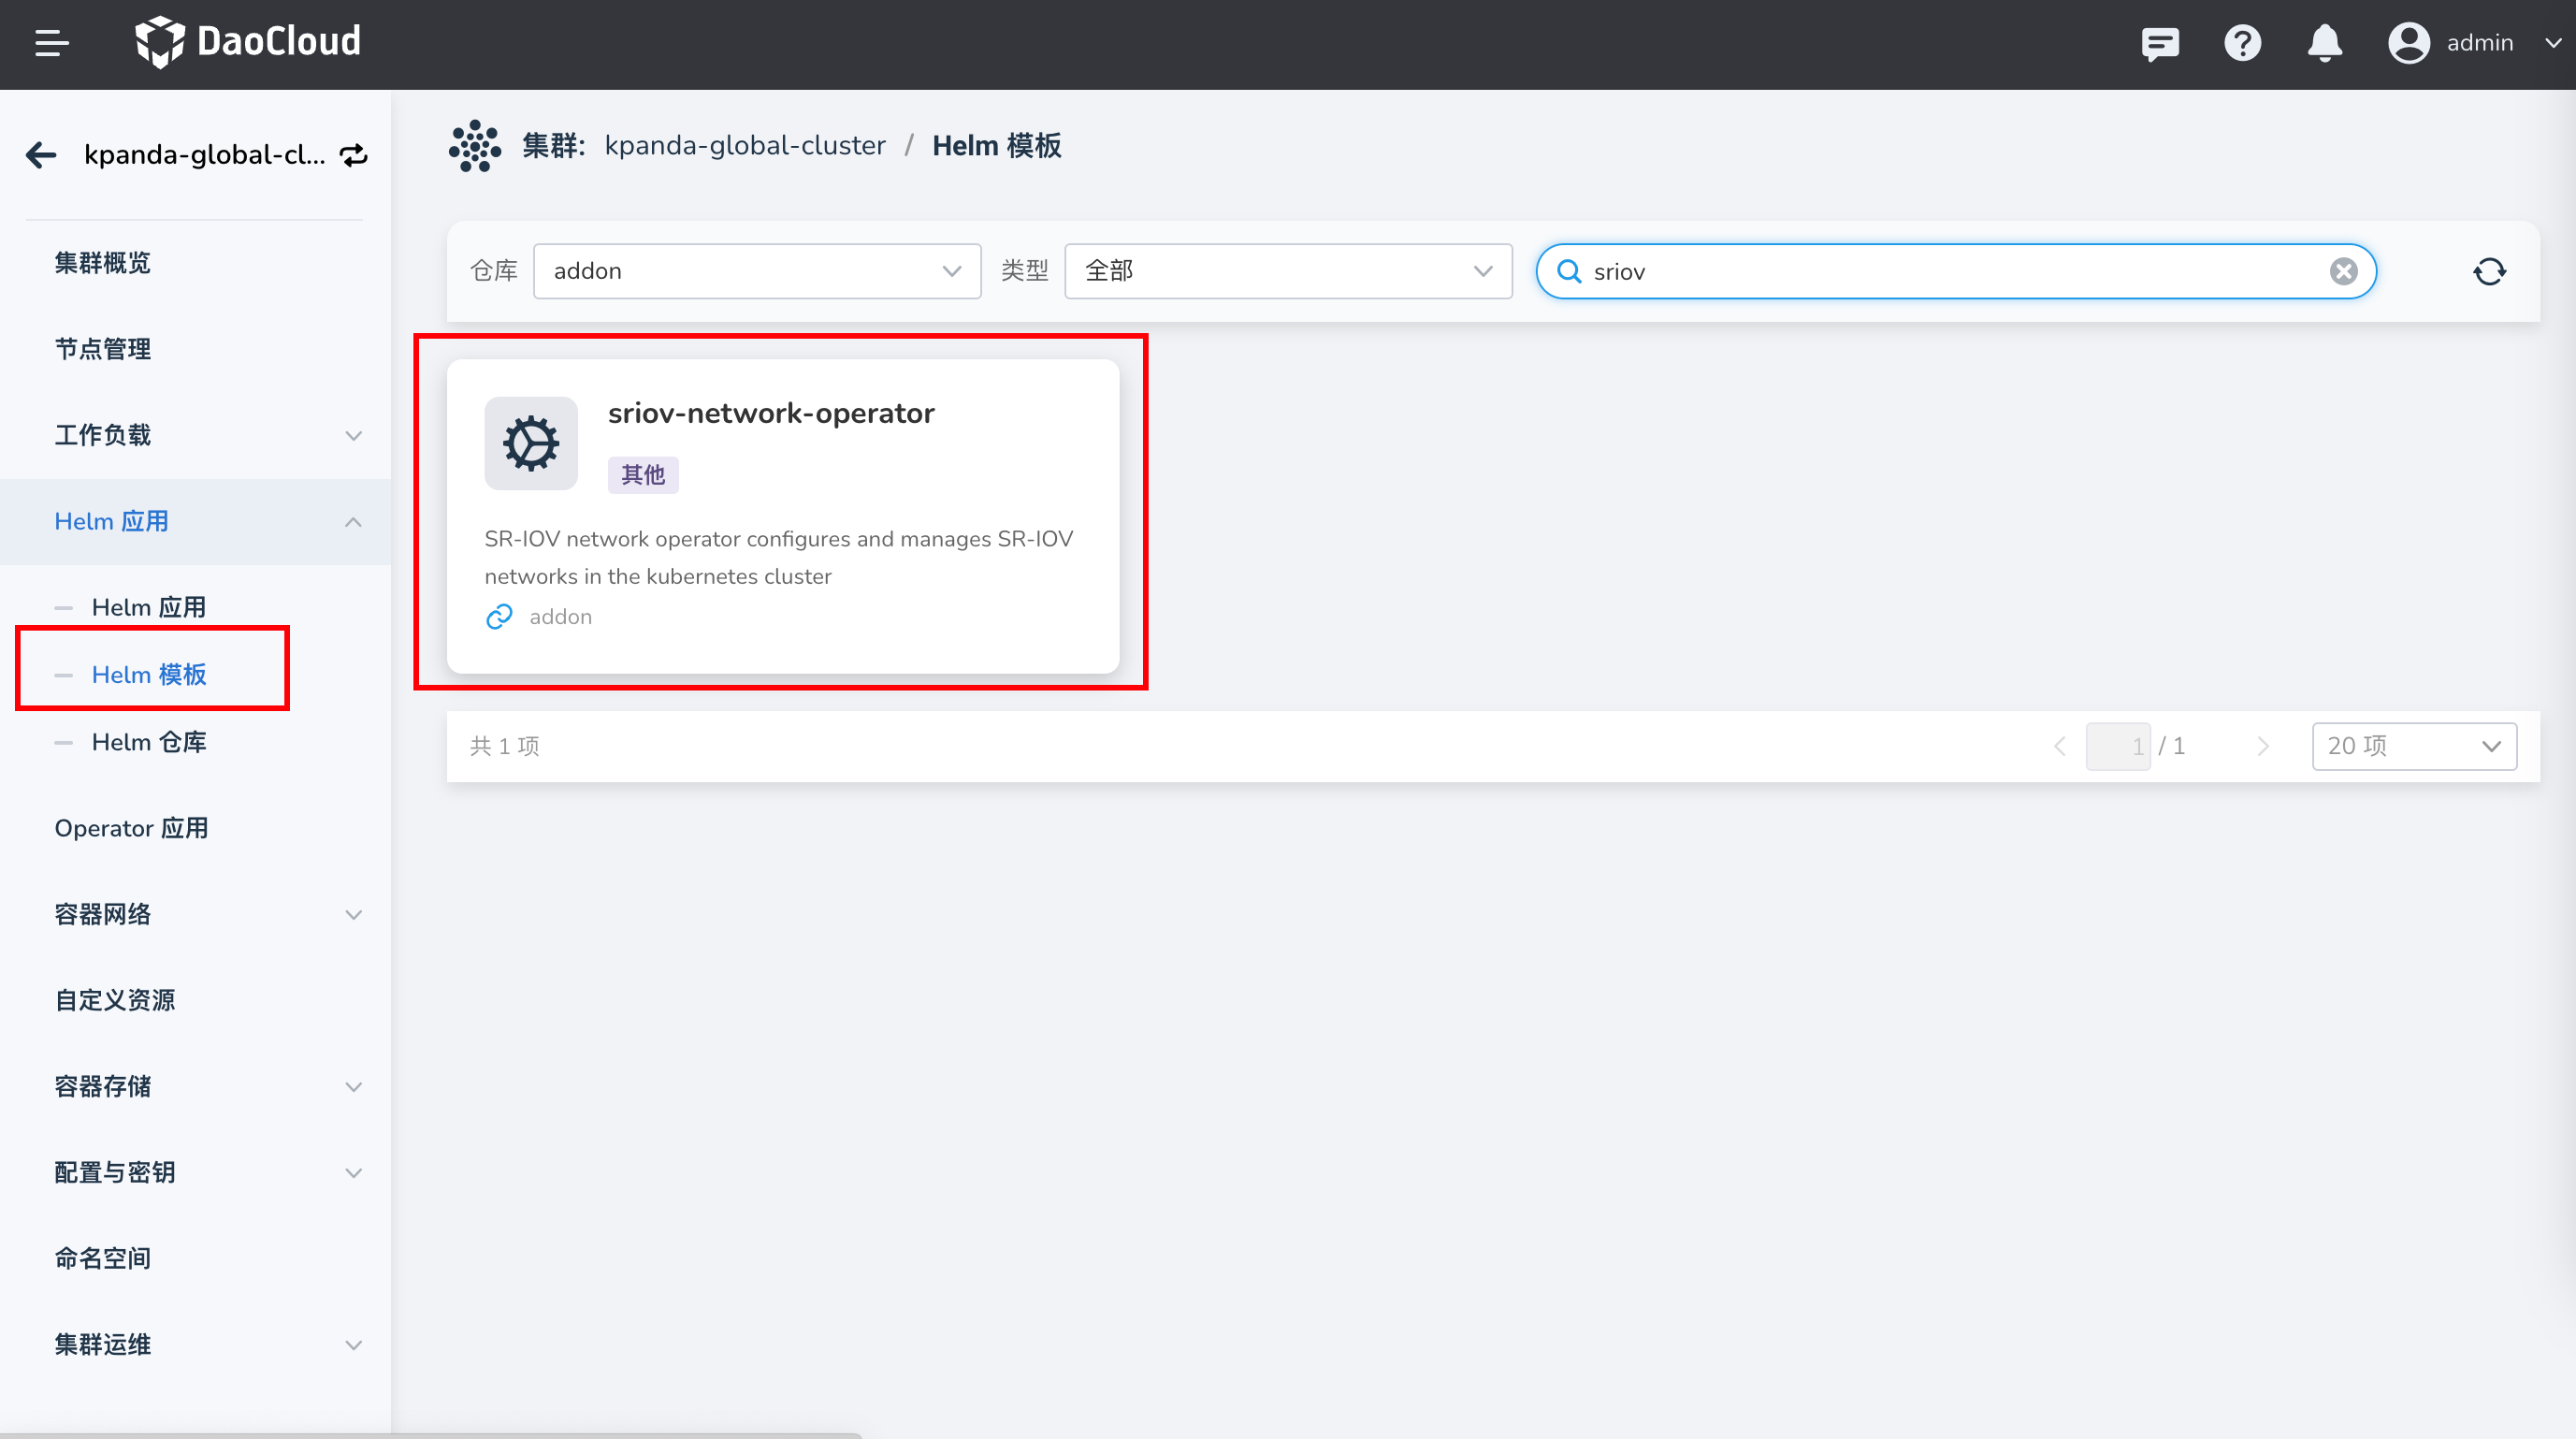 DaoCloud
admin
kpanda-global-cl...
集群概览
节点管理
工作负载
Helm 应用
Helm 应用
Helm 模板
Helm 仓库
Operator 应用
容器网络
自定义资源
容器存储
配置与密钥
命名空间
集群运维
集群: kpanda-global-cluster / Helm 模板
仓库 addon 类型 全部 sriov
sriov-network-operator
其他
SR-IOV network operator configures and manages SR-IOV
networks in the kubernetes cluster
addon
共 1 项 1 / 1 20 项